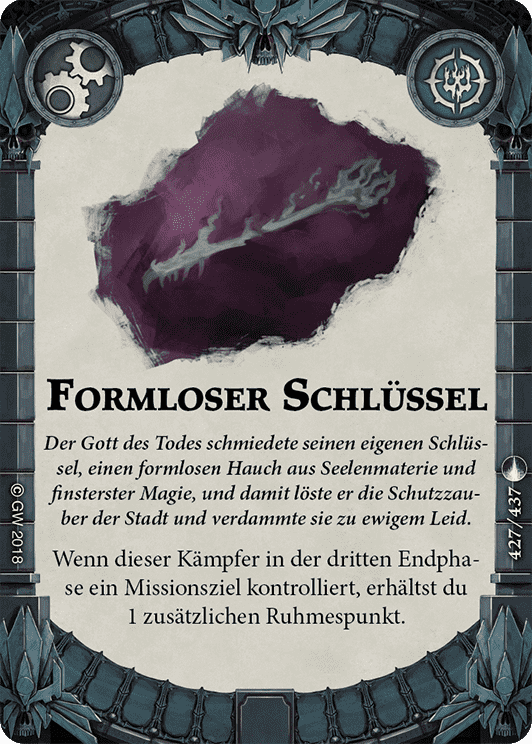 FORMLOSER SCHLÜSSEL
Der Gott des Todes schmiedete seinen eigenen Schlüs-
sel, einen formlosen Hauch aus Seelenmaterie und
finsterster Magie, und damit löste er die Schutzzau-
ber der Stadt und verdammte sie zu ewigem Leid.
Wenn dieser Kämpfer in der dritten Endpha-
se ein Missionsziel kontrolliert, erhältst du
1 zusätzlichen Ruhmespunkt.
© GW 2018
427/437